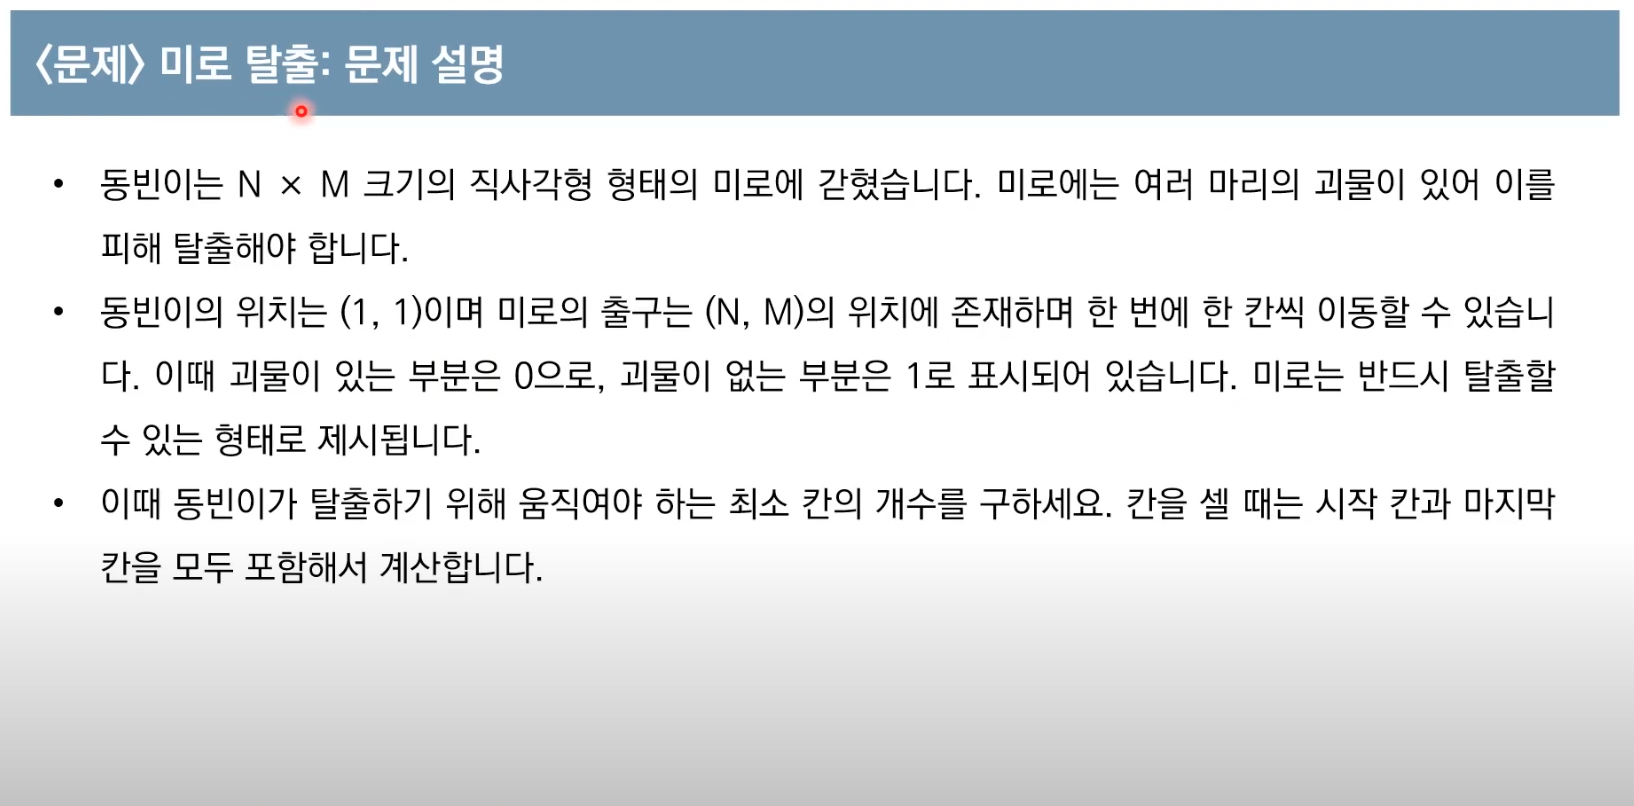 〈문제〉 미로 탈출: 문제 설명
• 동빈이는 N × M 크기의 직사각형 형태의 미로에 갇혔습니다. 미로에는 여러 마리의 괴물이 있어 이를
피해 탈출해야 합니다.
• 동빈이의 위치는 (1, 1)이며 미로의 출구는 (N, M)의 위치에 존재하며 한 번에 한 칸씩 이동할 수 있습니
다. 이때 괴물이 있는 부분은 0으로, 괴물이 없는 부분은 1로 표시되어 있습니다. 미로는 반드시 탈출할
수 있는 형태로 제시됩니다.
• 이때 동빈이가 탈출하기 위해 움직여야 하는 최소 칸의 개수를 구하세요. 칸을 셀 때는 시작 칸과 마지막
칸을 모두 포함해서 계산합니다.